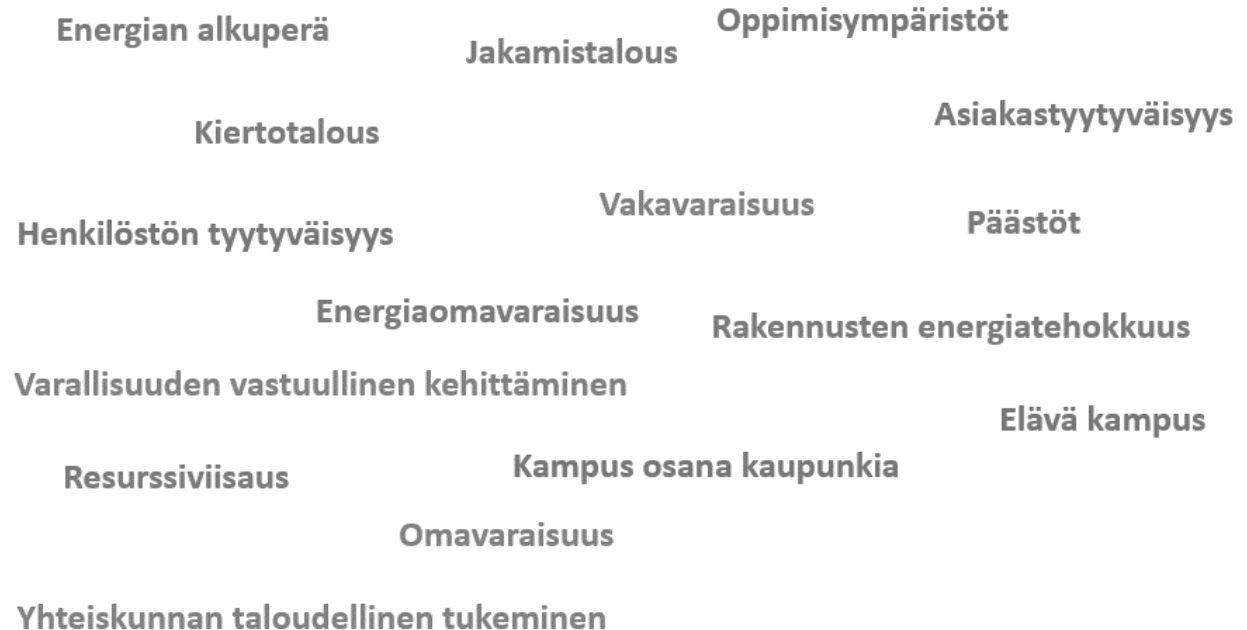 Energian alkuperä
Oppimisympäristöt
Jakamistalous
Asiakastyytyväisyys
Kiertotalous
Vakavaraisuus
Päästöt
Henkilöstön tyytyväisyys
Energiaomavaraisuus
Rakennusten energiatehokkuus
Varallisuuden vastuullinen kehittäminen
Elävä kampus
Kampus osana kaupunkia
Resurssiviisaus
Omavaraisuus
Yhteiskunnan taloudellinen tukeminen